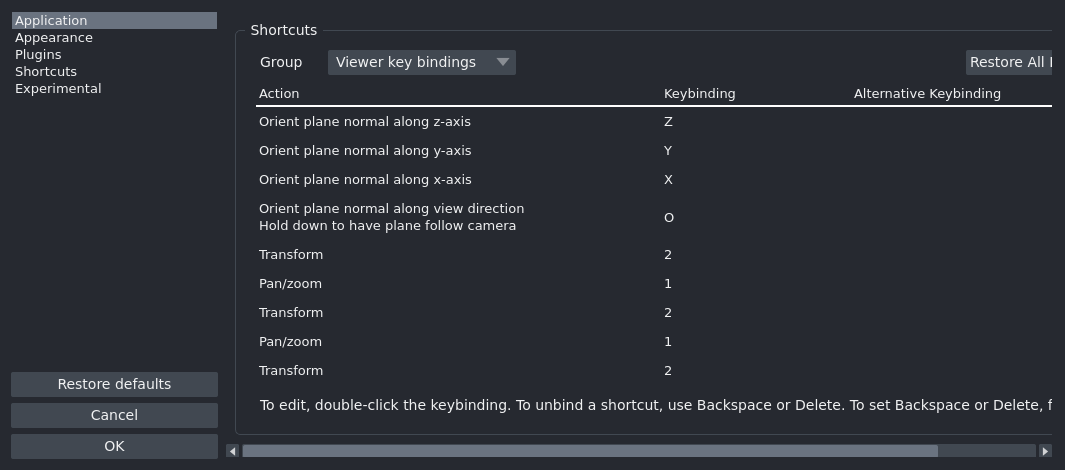 Application
Appearance
Plugins
Shortcuts
Experimental
Restore defaults
Cancel
OK
Shortcuts
Group Viewer key bindings Restore All
Action Keybinding Alternative Keybinding
Orient plane normal along z-axis Z
Orient plane normal along y-axis Y
Orient plane normal along x-axis X
Orient plane normal along view direction
Hold down to have plane follow camera O
Transform 2
Pan/zoom 1
Transform 2
Pan/zoom 1
Transform 2
To edit, double-click the keybinding. To unbind a shortcut, use Backspace or Delete. To set Backspace or Delete, f